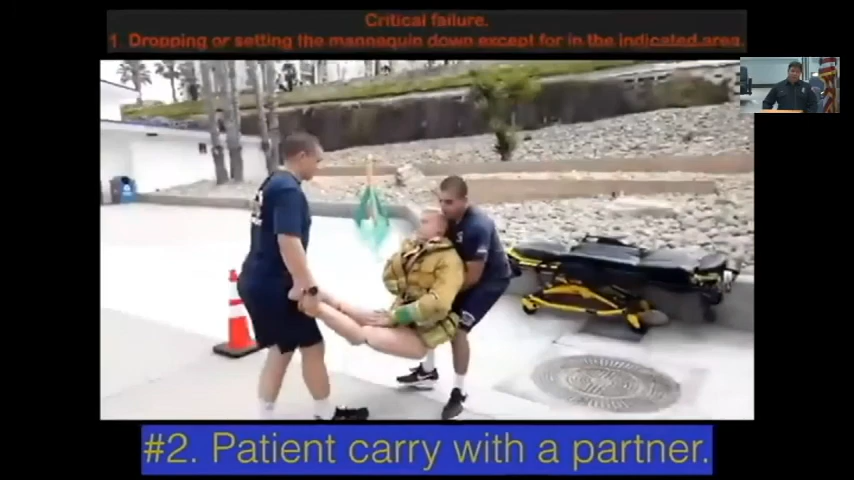 Critical failure.
1. Dropping or setting the mannequin down except for in the indicated area.
#2. Patient carry with a partner.